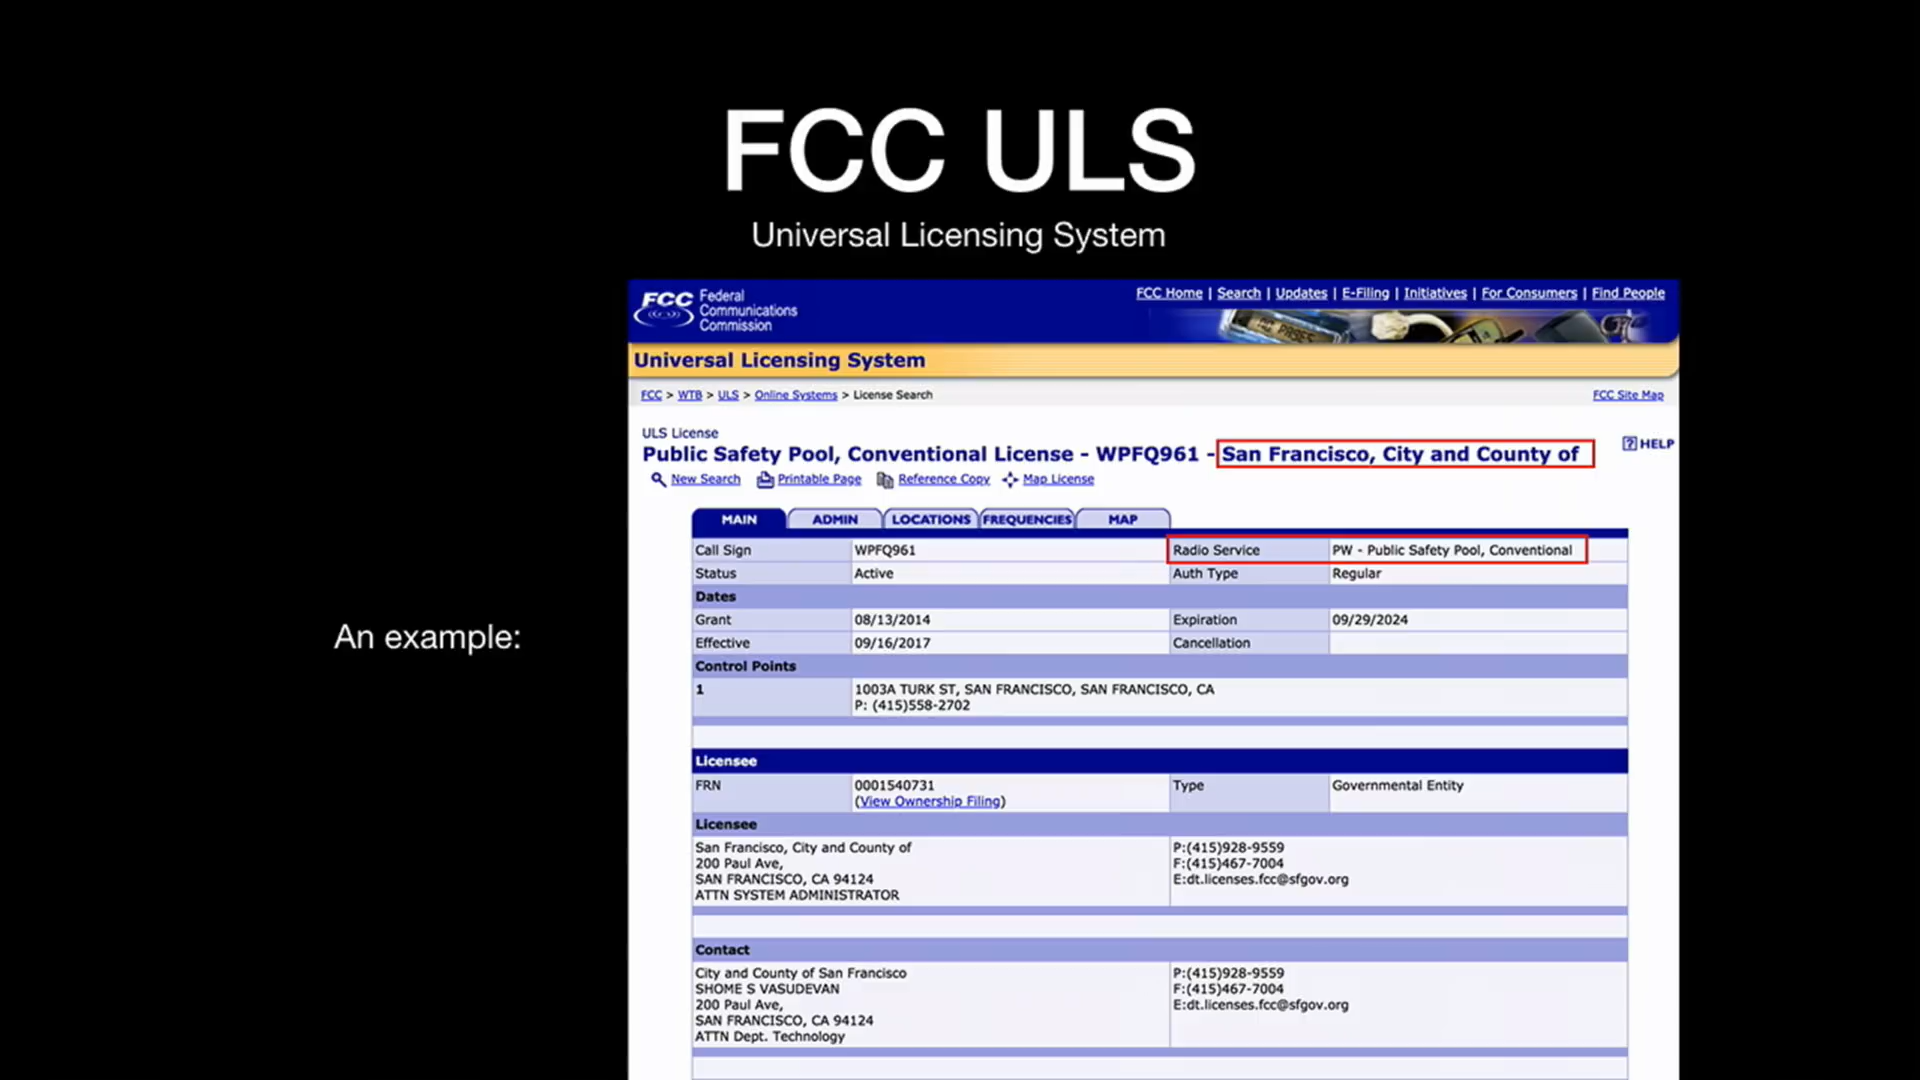 FCC ULS
Universal Licensing System
An example:
FCC Federal Communications Commission
FCC Home | Search | Updates | E-Filing | Initiatives | For Consumers | Find People
Universal Licensing System
FCC > WTB > ULS > Online Systems > License Search
FCC Site Map
ULS License
Public Safety Pool, Conventional License - WPFQ961 - San Francisco, City and County of
? HELP
New Search Printable Page Reference Copy Map License
MAIN ADMIN LOCATIONS FREQUENCIES MAP
Call Sign WPFQ961 Radio Service PW - Public Safety Pool, Conventional
Status Active Auth Type Regular
Dates
Grant 08/13/2014 Expiration 09/29/2024
Effective 09/16/2017 Cancellation
Control Points
1 1003A TURK ST, SAN FRANCISCO, SAN FRANCISCO, CA
P: (415)558-2702
Licensee
FRN 0001540731 Type Governmental Entity
(View Ownership Filing)
Licensee
San Francisco, City and County of P:(415)928-9559
200 Paul Ave, F:(415)467-7004
SAN FRANCISCO, CA 94124 E:dt.licenses.fcc@sfgov.org
ATTN SYSTEM ADMINISTRATOR
Contact
City and County of San Francisco P:(415)928-9559
SHOME S VASUDEVAN F:(415)467-7004
200 Paul Ave, E:dt.licenses.fcc@sfgov.org
SAN FRANCISCO, CA 94124
ATTN Dept. Technology